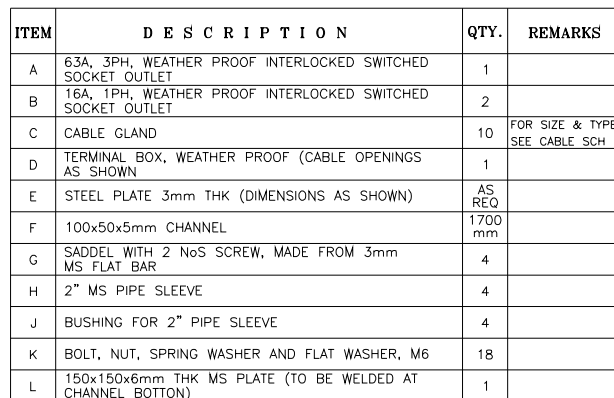 ITEM DESCRIPTION QTY. REMARKS
A 63A, 3PH, WEATHER PROOF INTERLOCKED SWITCHED
SOCKET OUTLET 1
B 16A, 1PH, WEATHER PROOF INTERLOCKED SWITCHED
SOCKET OUTLET 2
C CABLE GLAND 10 FOR SIZE & TYPE
SEE CABLE SCH
D TERMINAL BOX, WEATHER PROOF (CABLE OPENINGS
AS SHOWN 1
E STEEL PLATE 3mm THK (DIMENSIONS AS SHOWN) AS
REQ
F 100x50x5mm CHANNEL 1700
mm
G SADDEL WITH 2 NoS SCREW, MADE FROM 3mm
MS FLAT BAR 4
H 2" MS PIPE SLEEVE 4
J BUSHING FOR 2" PIPE SLEEVE 4
K BOLT, NUT, SPRING WASHER AND FLAT WASHER, M6 18
L 150x150x6mm THK MS PLATE (TO BE WELDED AT
CHANNEL BOTTON) 1